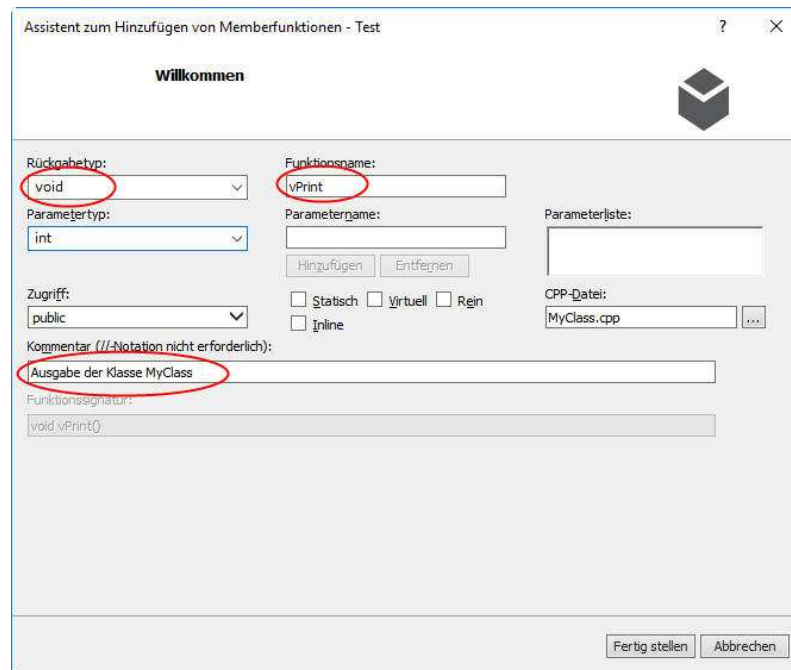 Assistent zum Hinzufügen von Memberfunktionen - Test
Willkommen
Rückgabetyp:
Funktionsname:
void
vPrint
Parametertyp:
Parametername:
Parameterliste:
int
Hinzufügen
Entfernen
Zugriff:
Statisch
Virtuell
Rein
CPP-Datei:
public
Inline
MyClass.cpp
...
Kommentar (//-Notation nicht erforderlich):
Ausgabe der Klasse MyClass
Funktionssignatur:
void vPrint()
Fertig stellen
Abbrechen